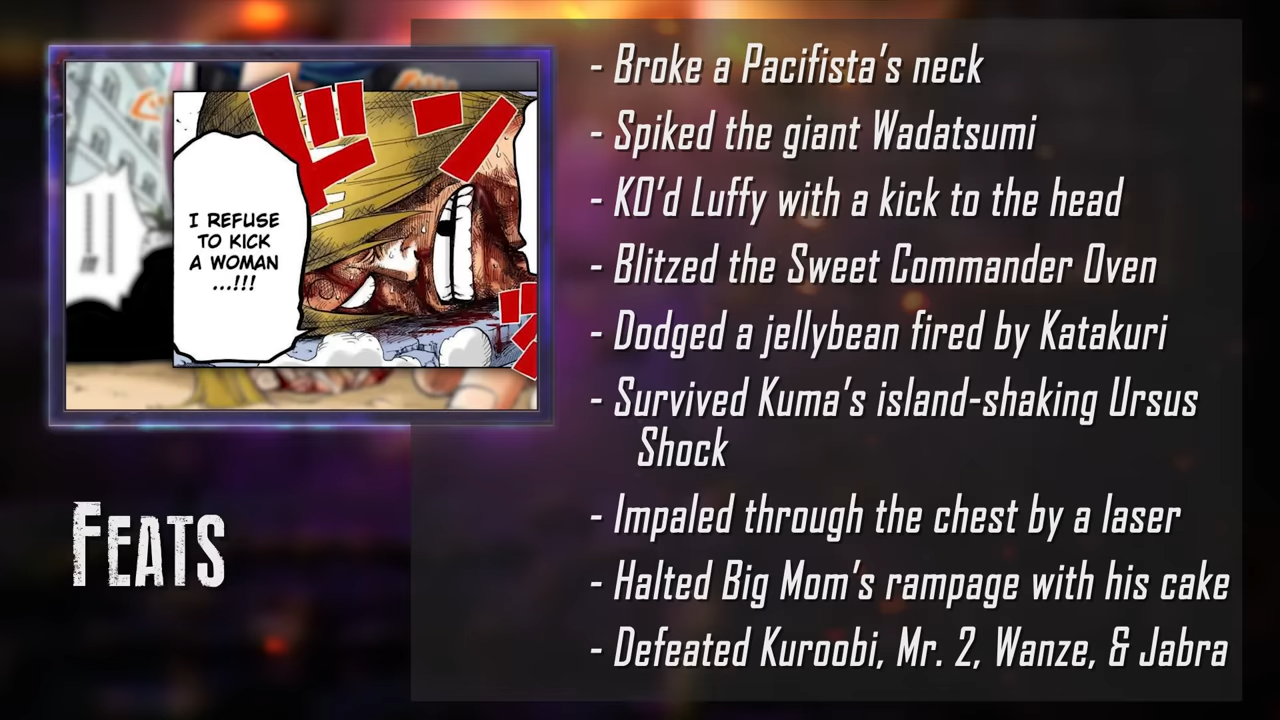 I REFUSE
TO KICK
A WOMAN
...!!!
ドン
FEATS
- Broke a Pacifista's neck
- Spiked the giant Wadatsumi
- KO'd Luffy with a kick to the head
- Blitzed the Sweet Commander Oven
- Dodged a jellybean fired by Katakuri
- Survived Kuma's island-shaking Ursus
Shock
- Impaled through the chest by a laser
- Halted Big Mom's rampage with his cake
- Defeated Kuroobi, Mr. 2, Wanze, & Jabra